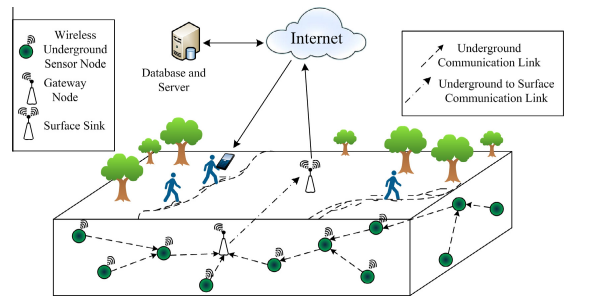 Wireless
Underground
Sensor Node
Gateway
Node
Surface Sink
Internet
Database and
Server
Underground
Communication Link
Underground to Surface
Communication Link